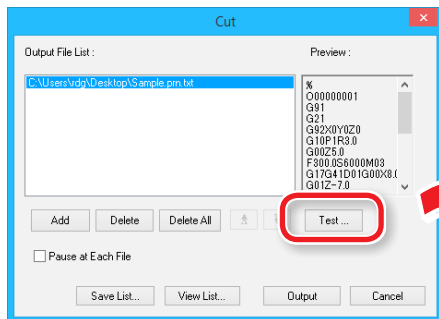 Cut
Output File List :
Preview :
C:\Users\rdg\Desktop\Sample.prn.txt
%
O00000001
G91
G21
G92X0Y0Z0
G10P1R3.0
G00Z5.0
F300.0S6000M03
G17G41D01G00X8.(
G01Z-7.0
Add
Delete
Delete All
Test ...
Pause at Each File
Save List...
View List...
Output
Cancel